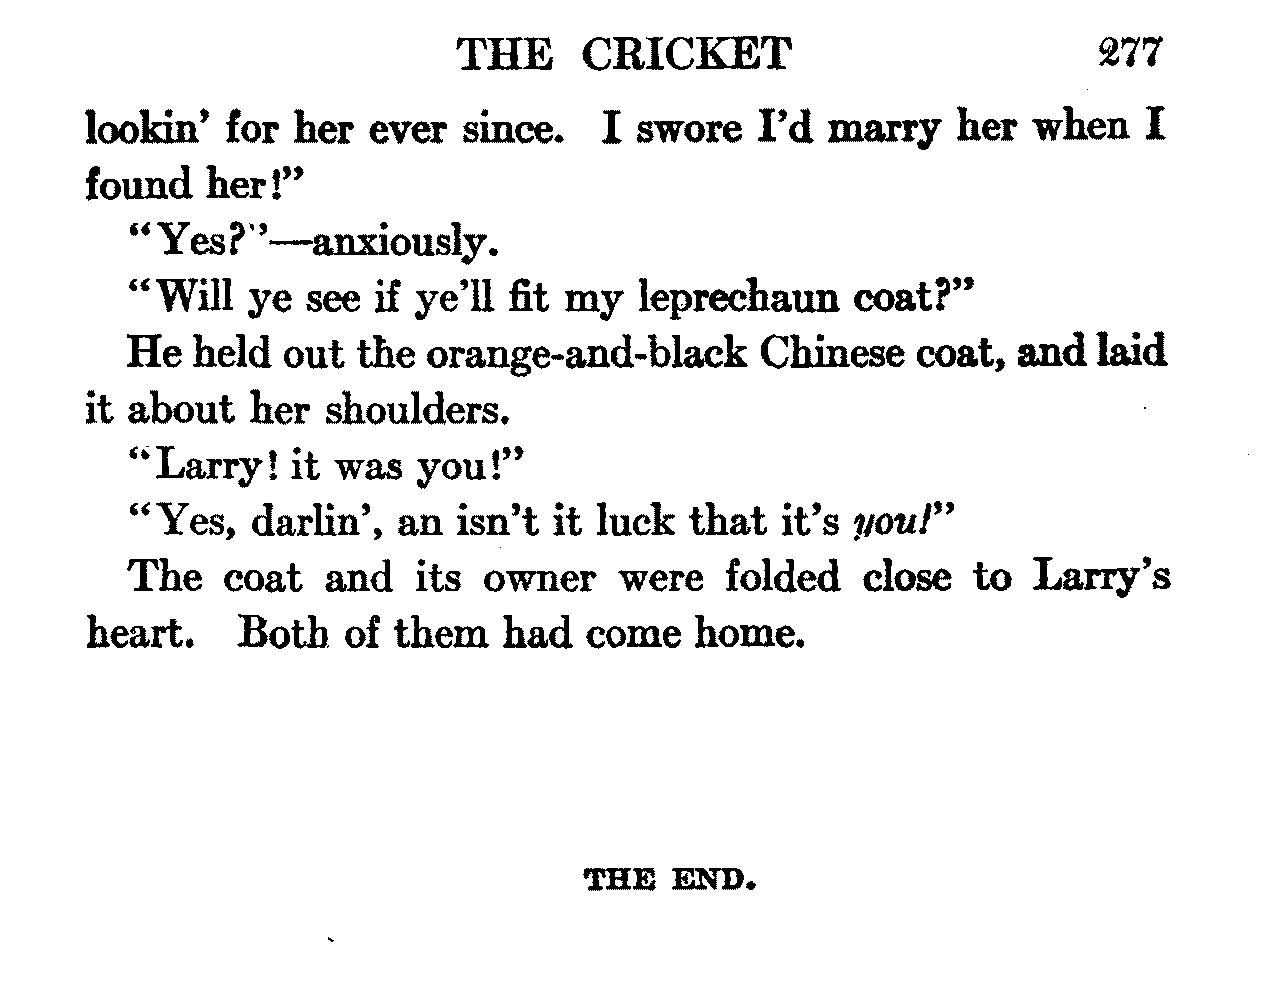 THE CRICKET 277
lookin’ for her ever since. I swore I’d marry her when I
found her!”
“Yes?”—anxiously.
“Will ye see if ye’ll fit my leprechaun coat?”
He held out the orange-and-black Chinese coat, and laid
it about her shoulders.
“Larry! it was you!”
“Yes, darlin’, an isn’t it luck that it’s you!”
The coat and its owner were folded close to Larry’s
heart. Both of them had come home.
THE END.